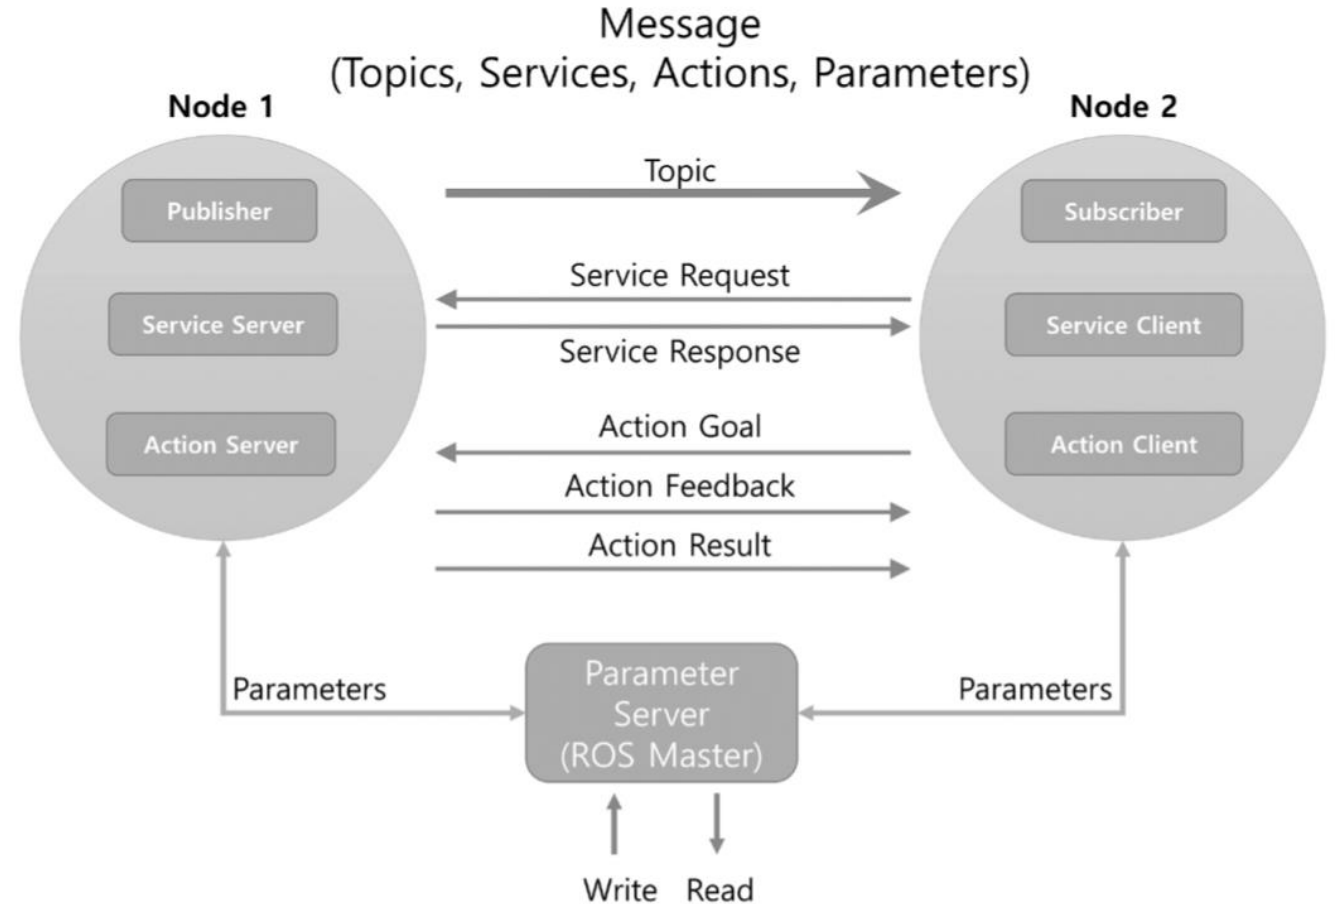 Message
(Topics, Services, Actions, Parameters)
Node 1
Node 2
Publisher
Topic
Subscriber
Service Server
Service Request
Service Response
Service Client
Action Server
Action Goal
Action Feedback
Action Result
Action Client
Parameters
Parameter
Server
(ROS Master)
Parameters
Write
Read